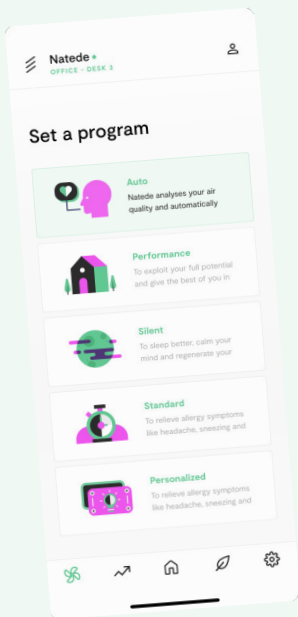 Natede
OFFICE - DESK 3
Set a program
Auto
Natede analyses your air
quality and automatically
Performance
To exploit your full potential
and give the best of you in
Silent
To sleep better, calm your
mind and regenerate your
Standard
To relieve allergy symptoms
like headache, sneezing and
Personalized
To relieve allergy symptoms
like headache, sneezing and